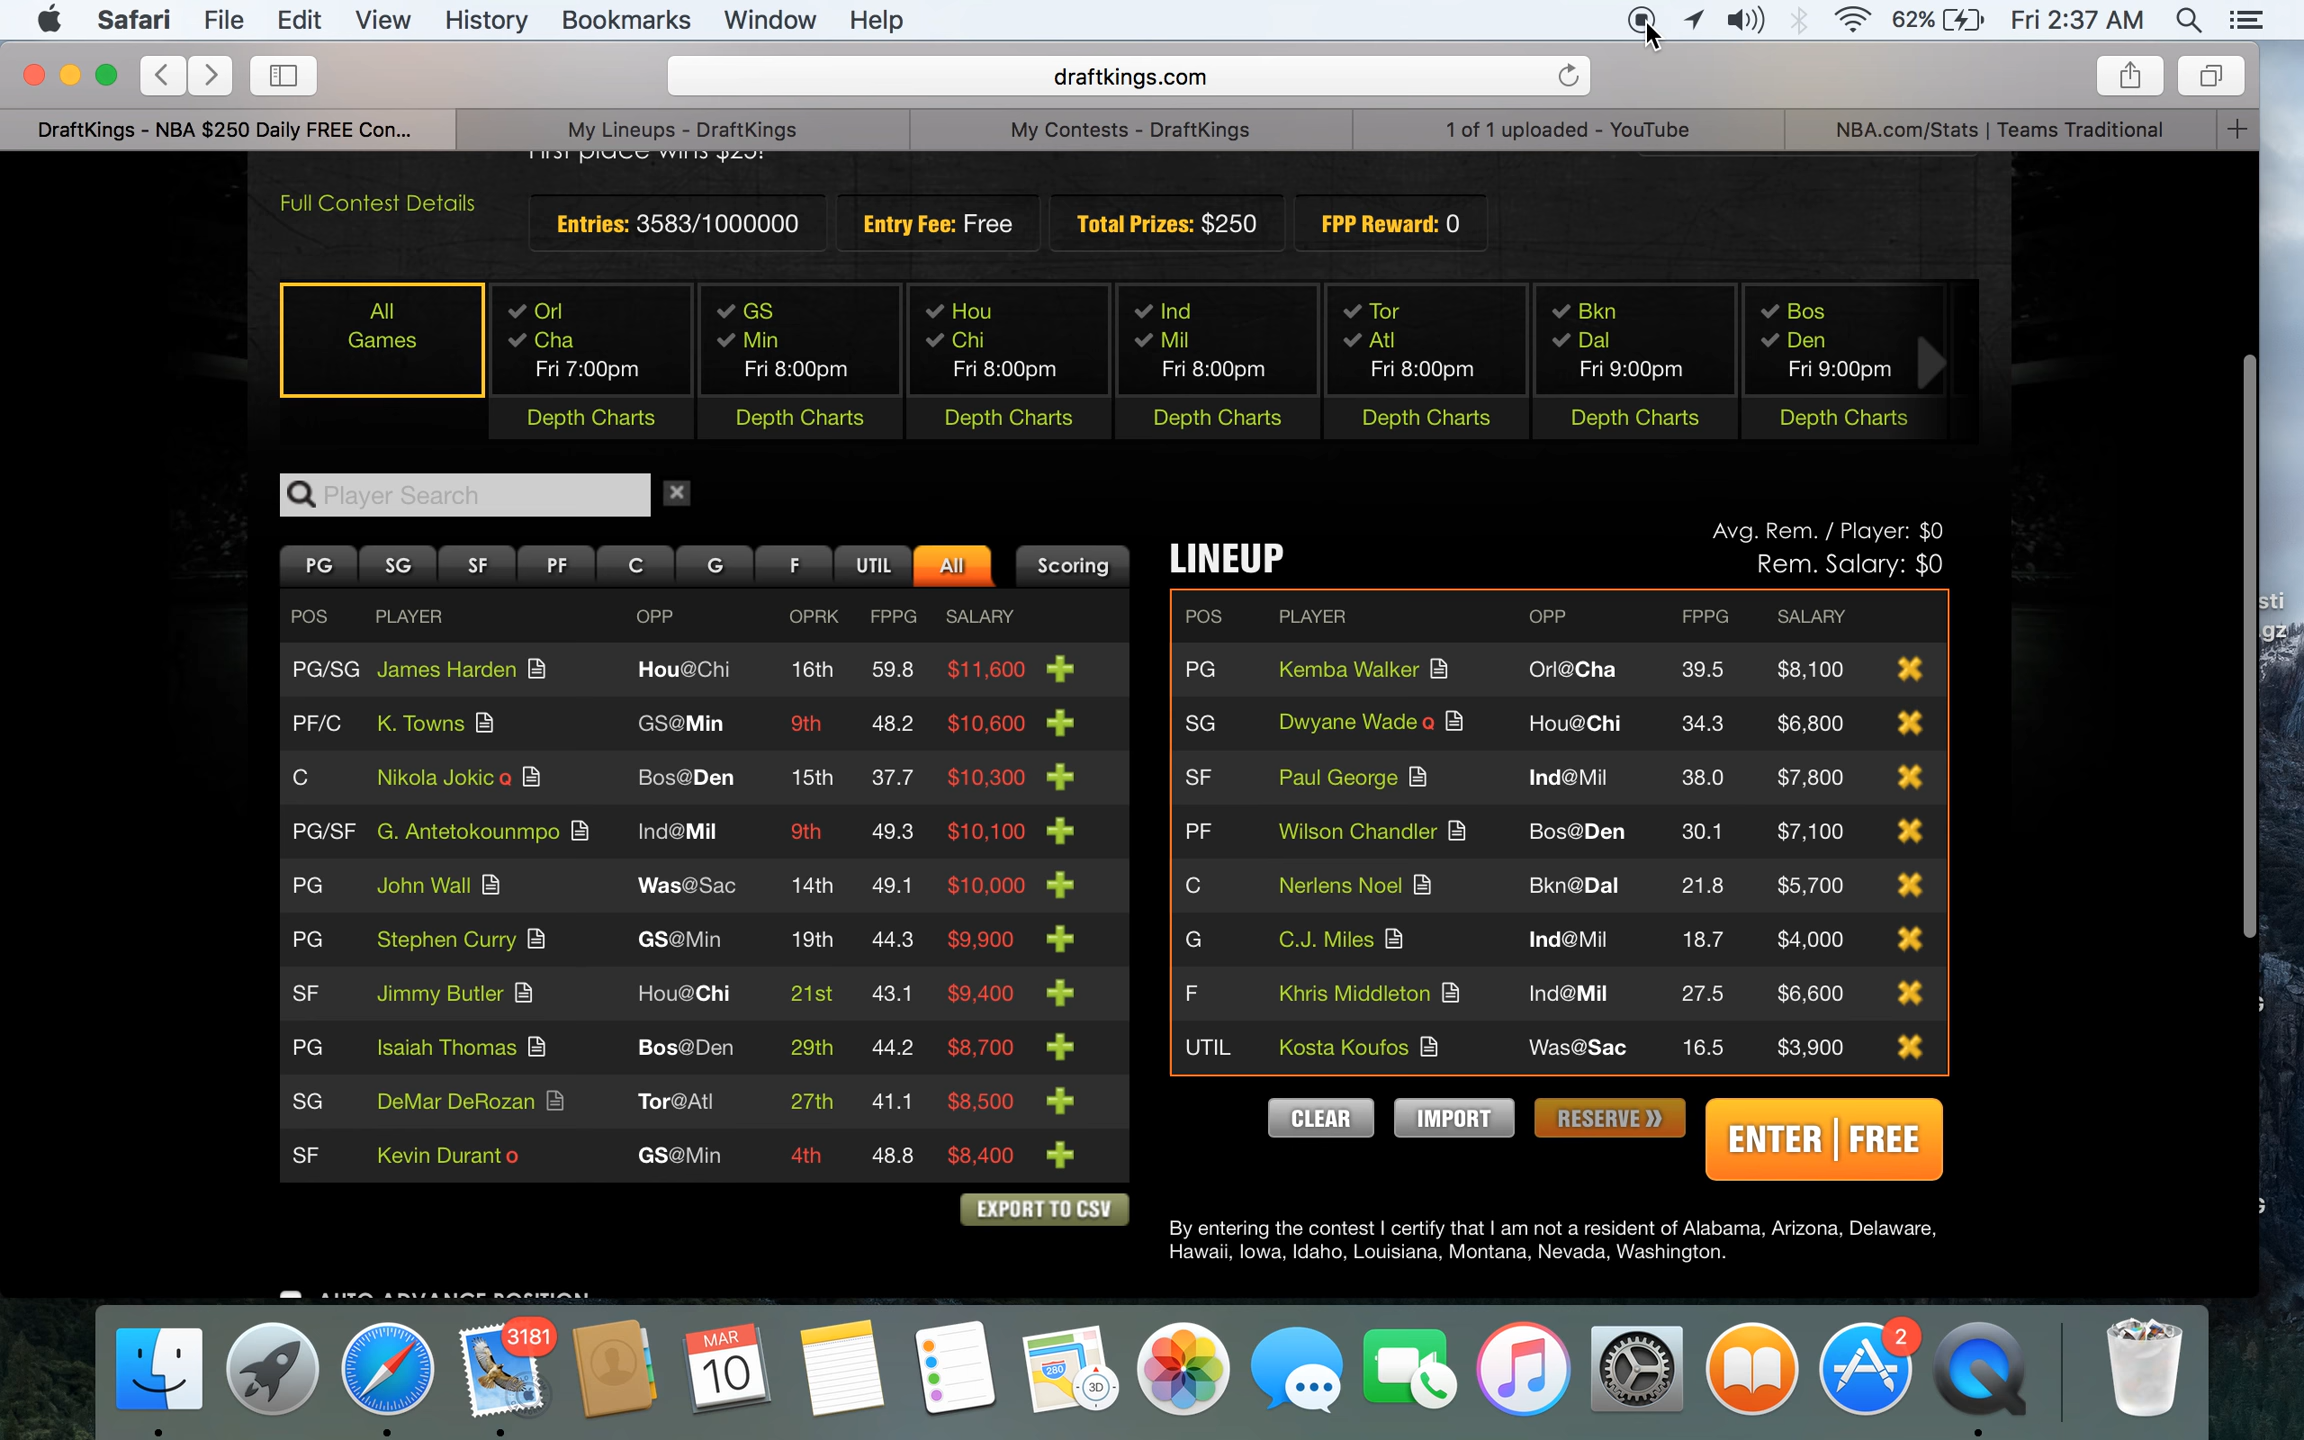 Safari File Edit View History Bookmarks Window Help 62% Fri 2:37 AM
draftkings.com
DraftKings - NBA $250 Daily FREE Con... My Lineups - DraftKings My Contests - DraftKings 1 of 1 uploaded - YouTube NBA.com/Stats | Teams Traditional
First place wins $25!
Full Contest Details
Entries: 3583/1000000 Entry Fee: Free Total Prizes: $250 FPP Reward: 0
All Games
Orl Cha Fri 7:00pm Depth Charts
GS Min Fri 8:00pm Depth Charts
Hou Chi Fri 8:00pm Depth Charts
Ind Mil Fri 8:00pm Depth Charts
Tor Atl Fri 8:00pm Depth Charts
Bkn Dal Fri 9:00pm Depth Charts
Bos Den Fri 9:00pm Depth Charts
Player Search
PG SG SF PF C G F UTIL All Scoring
POS PLAYER OPP OPRK FPPG SALARY
PG/SG James Harden Hou@Chi 16th 59.8 $11,600
PF/C K. Towns GS@Min 9th 48.2 $10,600
C Nikola Jokic Q Bos@Den 15th 37.7 $10,300
PG/SF G. Antetokounmpo Ind@Mil 9th 49.3 $10,100
PG John Wall Was@Sac 14th 49.1 $10,000
PG Stephen Curry GS@Min 19th 44.3 $9,900
SF Jimmy Butler Hou@Chi 21st 43.1 $9,400
PG Isaiah Thomas Bos@Den 29th 44.2 $8,700
SG DeMar DeRozan Tor@Atl 27th 41.1 $8,500
SF Kevin Durant O GS@Min 4th 48.8 $8,400
EXPORT TO CSV
AUTO ADVANCE POSITION
LINEUP
Avg. Rem. / Player: $0
Rem. Salary: $0
POS PLAYER OPP FPPG SALARY
PG Kemba Walker Orl@Cha 39.5 $8,100
SG Dwyane Wade Q Hou@Chi 34.3 $6,800
SF Paul George Ind@Mil 38.0 $7,800
PF Wilson Chandler Bos@Den 30.1 $7,100
C Nerlens Noel Bkn@Dal 21.8 $5,700
G C.J. Miles Ind@Mil 18.7 $4,000
F Khris Middleton Ind@Mil 27.5 $6,600
UTIL Kosta Koufos Was@Sac 16.5 $3,900
CLEAR IMPORT RESERVE » ENTER | FREE
By entering the contest I certify that I am not a resident of Alabama, Arizona, Delaware,
Hawaii, Iowa, Idaho, Louisiana, Montana, Nevada, Washington.
sti
.gz
3181 MAR 10 280 3D 2